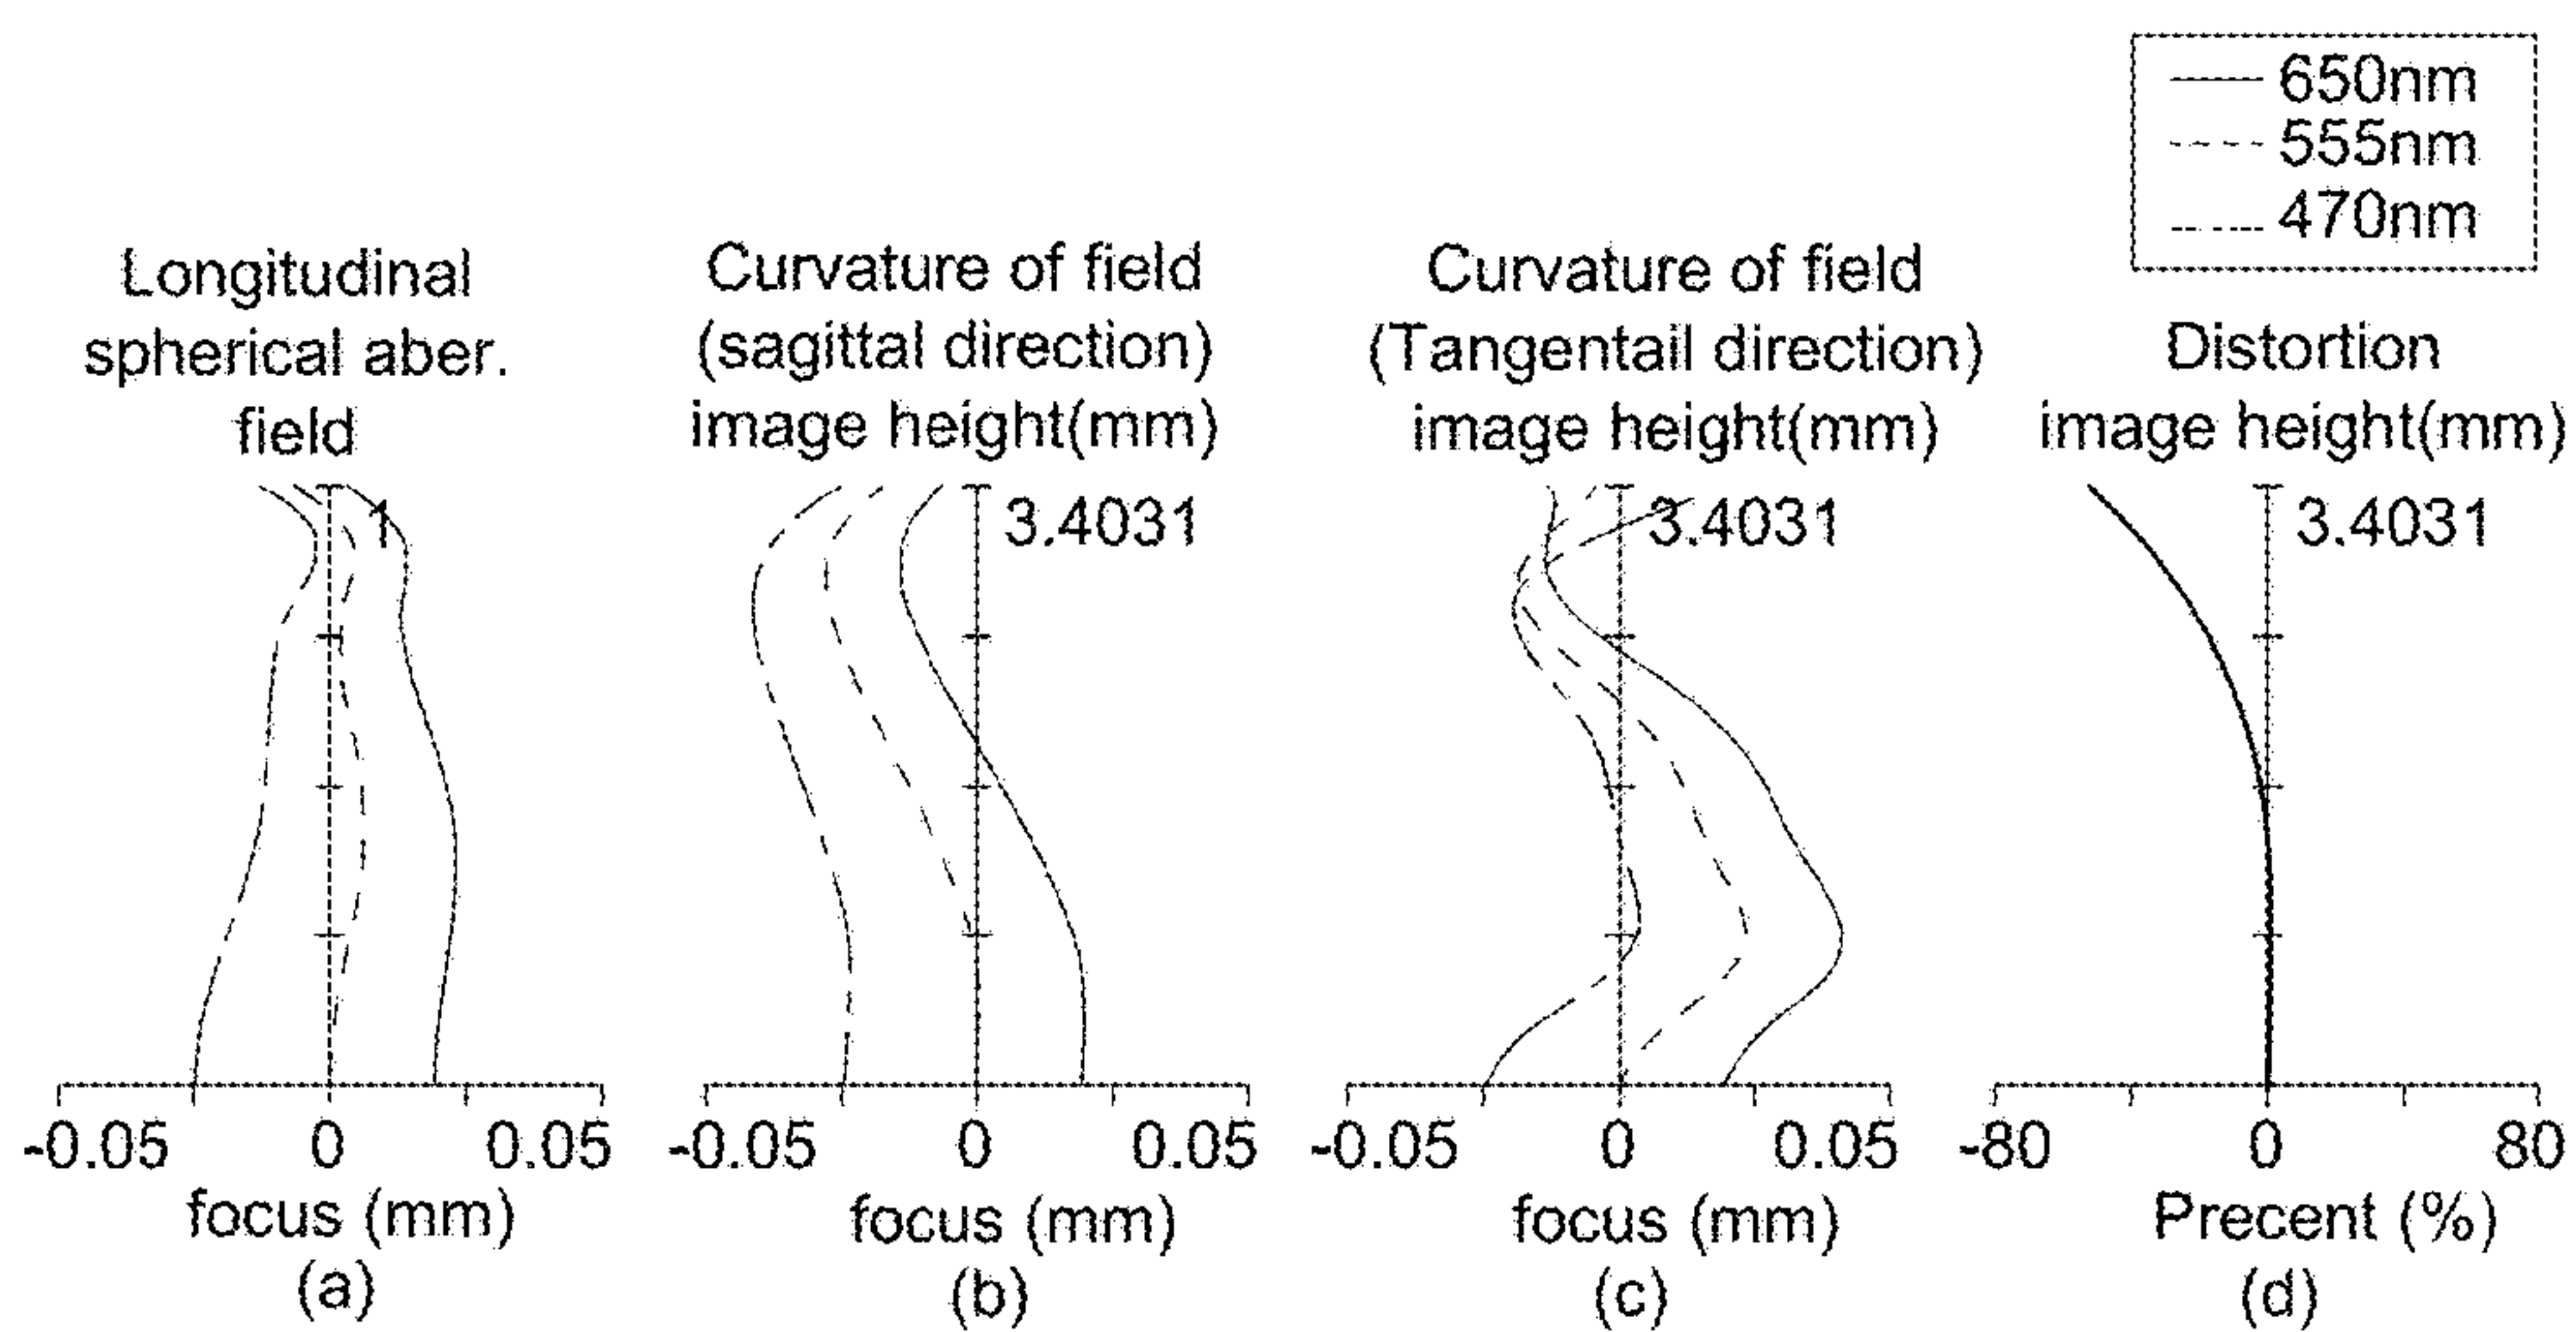 650nm
555nm
470nm
Longitudinal
spherical aber.
field
1
-0.05 0 0.05
focus (mm)
(a)
Curvature of field
(sagittal direction)
image height(mm)
3.4031
-0.05 0 0.05
focus (mm)
(b)
Curvature of field
(Tangentail direction)
image height(mm)
3.4031
-0.05 0 0.05
focus (mm)
(c)
Distortion
image height(mm)
3.4031
-80 0 80
Precent (%)
(d)